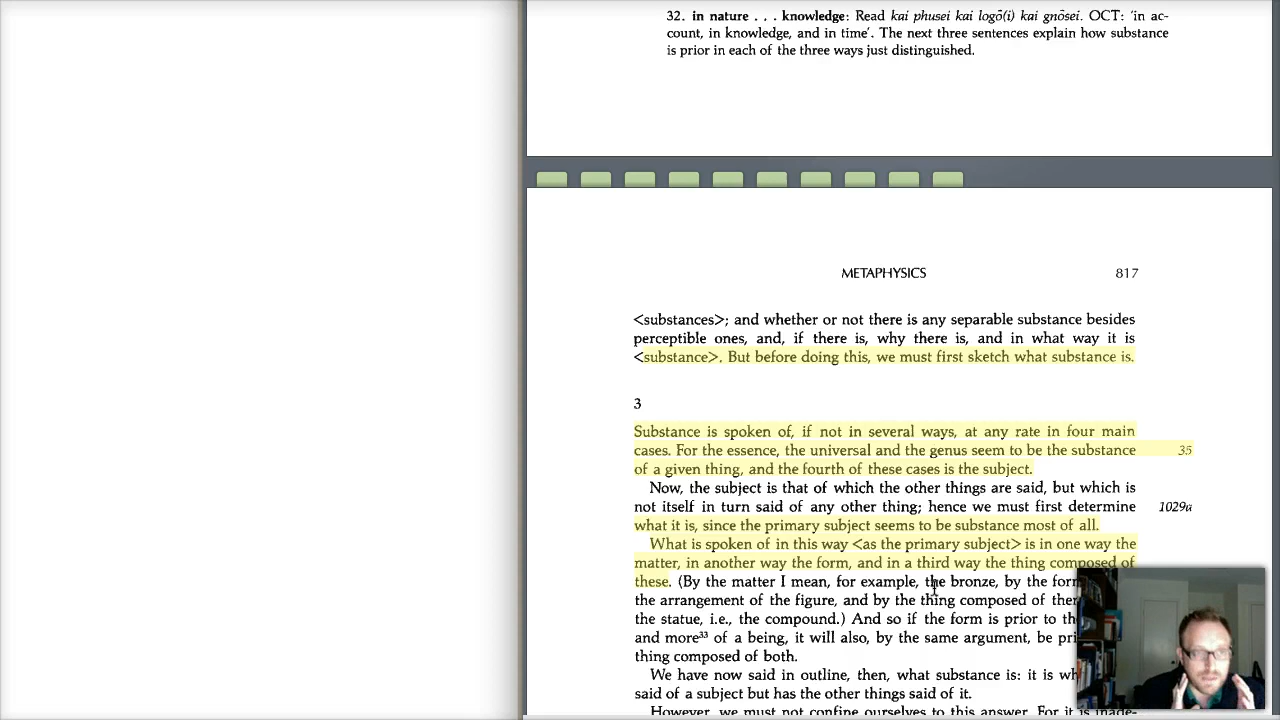 32. in nature . . . knowledge: Read kai phusei kai logō(i) kai gnōsei. OCT: 'in ac-
count, in knowledge, and in time'. The next three sentences explain how substance
is prior in each of the three ways just distinguished.
METAPHYSICS 817
<substances>; and whether or not there is any separable substance besides
perceptible ones, and, if there is, why there is, and in what way it is
<substance>. But before doing this, we must first sketch what substance is.
3
Substance is spoken of, if not in several ways, at any rate in four main
cases. For the essence, the universal and the genus seem to be the substance 35
of a given thing, and the fourth of these cases is the subject.
Now, the subject is that of which the other things are said, but which is
not itself in turn said of any other thing; hence we must first determine 1029a
what it is, since the primary subject seems to be substance most of all.
What is spoken of in this way <as the primary subject> is in one way the
matter, in another way the form, and in a third way the thing composed of
these. (By the matter I mean, for example, the bronze, by the form
the arrangement of the figure, and by the thing composed of
the statue, i.e., the compound.) And so if the form is prior to
and more³³ of a being, it will also, by the same argument, be
thing composed of both.
We have now said in outline, then, what substance is: it is
said of a subject but has the other things said of it.
However, we must not confine ourselves to this answer. For it is inade-